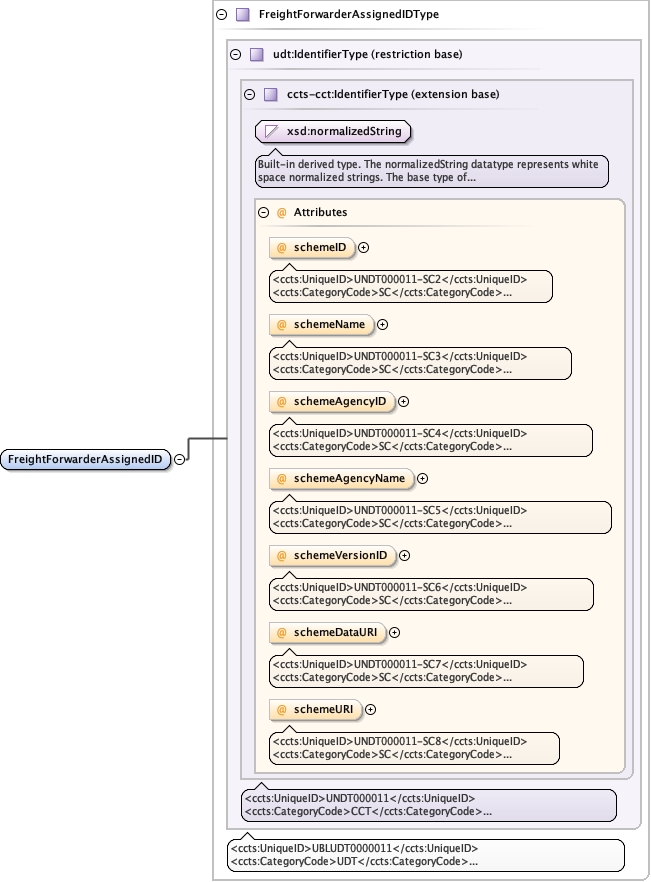 FreightForwarderAssignedIDType
udt:IdentifierType (restriction base)
ccts-cct:IdentifierType (extension base)
xsd:normalizedString
Built-in derived type. The normalizedString datatype represents white
space normalized strings. The base type of...
@ Attributes
@ schemeID
<ccts:UniqueID>UNDT000011-SC2</ccts:UniqueID>
<ccts:CategoryCode>SC</ccts:CategoryCode>...
@ schemeName
<ccts:UniqueID>UNDT000011-SC3</ccts:UniqueID>
<ccts:CategoryCode>SC</ccts:CategoryCode>...
@ schemeAgencyID
<ccts:UniqueID>UNDT000011-SC4</ccts:UniqueID>
<ccts:CategoryCode>SC</ccts:CategoryCode>...
FreightForwarderAssignedID
@ schemeAgencyName
<ccts:UniqueID>UNDT000011-SC5</ccts:UniqueID>
<ccts:CategoryCode>SC</ccts:CategoryCode>...
@ schemeVersionID
<ccts:UniqueID>UNDT000011-SC6</ccts:UniqueID>
<ccts:CategoryCode>SC</ccts:CategoryCode>...
@ schemeDataURI
<ccts:UniqueID>UNDT000011-SC7</ccts:UniqueID>
<ccts:CategoryCode>SC</ccts:CategoryCode>...
@ schemeURI
<ccts:UniqueID>UNDT000011-SC8</ccts:UniqueID>
<ccts:CategoryCode>SC</ccts:CategoryCode>...
<ccts:UniqueID>UNDT000011</ccts:UniqueID>
<ccts:CategoryCode>CCT</ccts:CategoryCode>...
<ccts:UniqueID>UBLUDT0000011</ccts:UniqueID>
<ccts:CategoryCode>UDT</ccts:CategoryCode>...